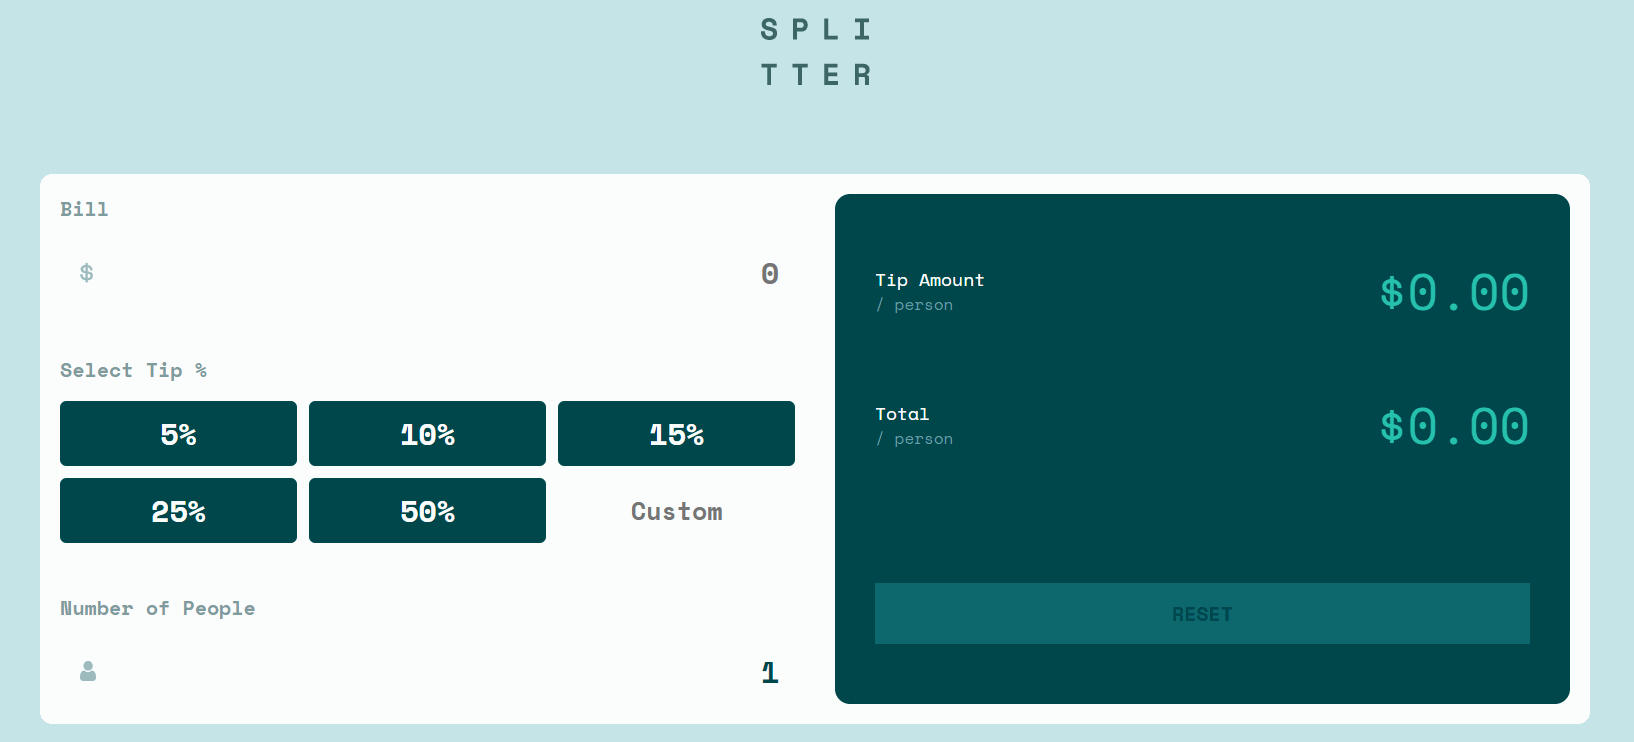 SPLI
TTER
Bill
$ 0
Select Tip %
5% 10% 15%
25% 50% Custom
Number of People
1
Tip Amount
/ person
$0.00
Total
/ person
$0.00
RESET